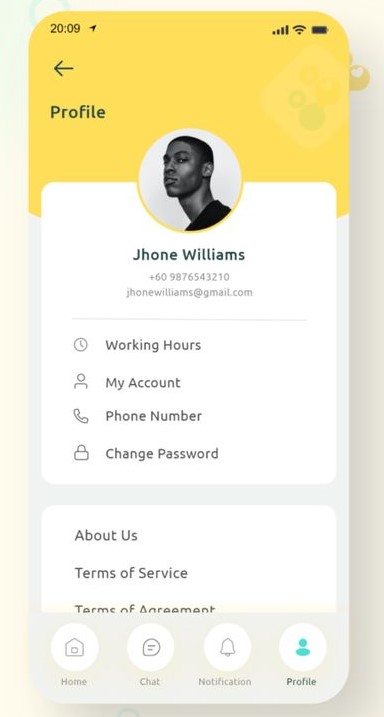 20:09
Profile
Jhone Williams
+60 9876543210
jhonewilliams@gmail.com
Working Hours
My Account
Phone Number
Change Password
About Us
Terms of Service
Terms of Agreement
Home Chat Notification Profile